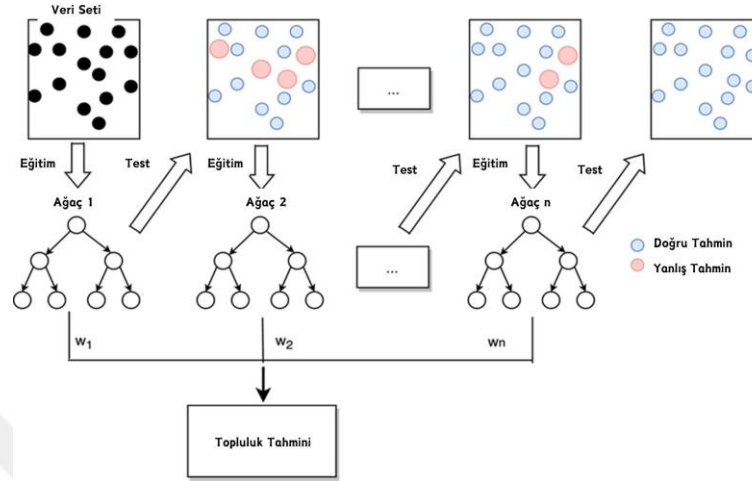 Veri Seti
...
Eğitim
Test
Eğitim
Test
Eğitim
Test
Ağaç 1
Ağaç 2
Ağaç n
...
Doğru Tahmin
Yanlış Tahmin
w1
w2
wn
Topluluk Tahmini